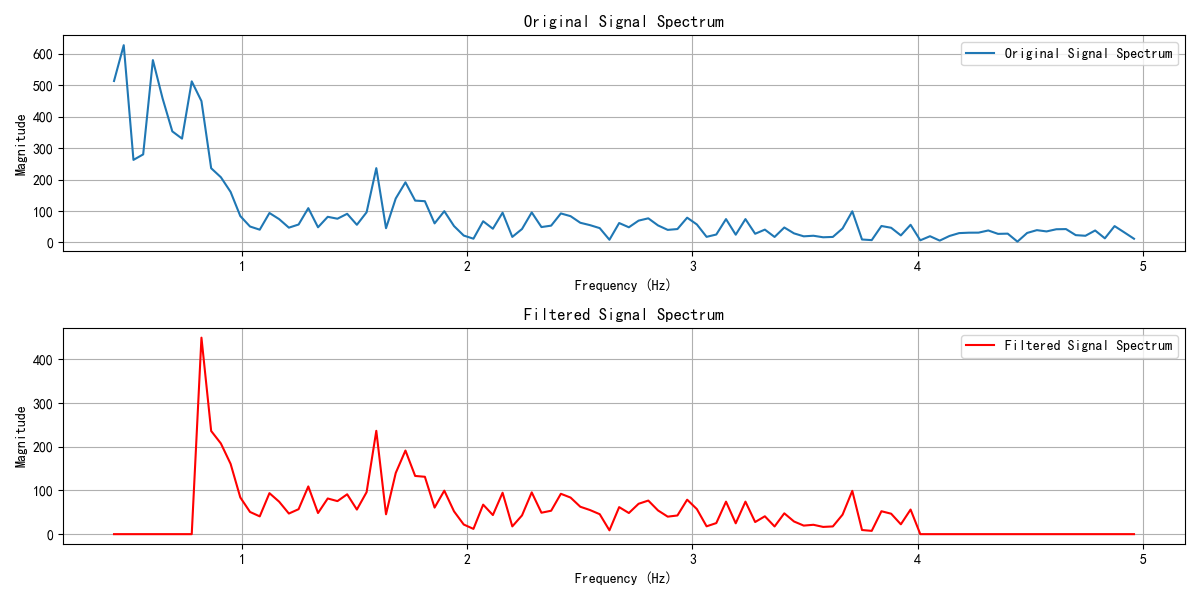 Original Signal Spectrum
Original Signal Spectrum
600
500
400
300
200
100
0
Magnitude
1 2 3 4 5
Frequency (Hz)
Filtered Signal Spectrum
Filtered Signal Spectrum
400
300
200
100
0
Magnitude
1 2 3 4 5
Frequency (Hz)